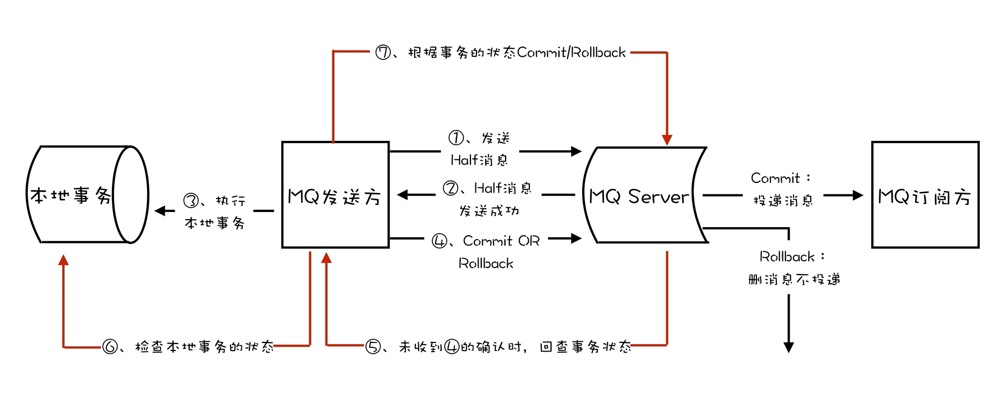 ⑦、根据事务的状态Commit/Rollback
①、发送
Half消息
本地事务
③、执行
本地事务
MQ发送方
②、Half消息
发送成功
MQ Server
Commit：
投递消息
MQ订阅方
④、Commit OR
Rollback
Rollback：
删消息不投递
⑥、检查本地事务的状态
⑤、未收到④的确认时，回查事务状态